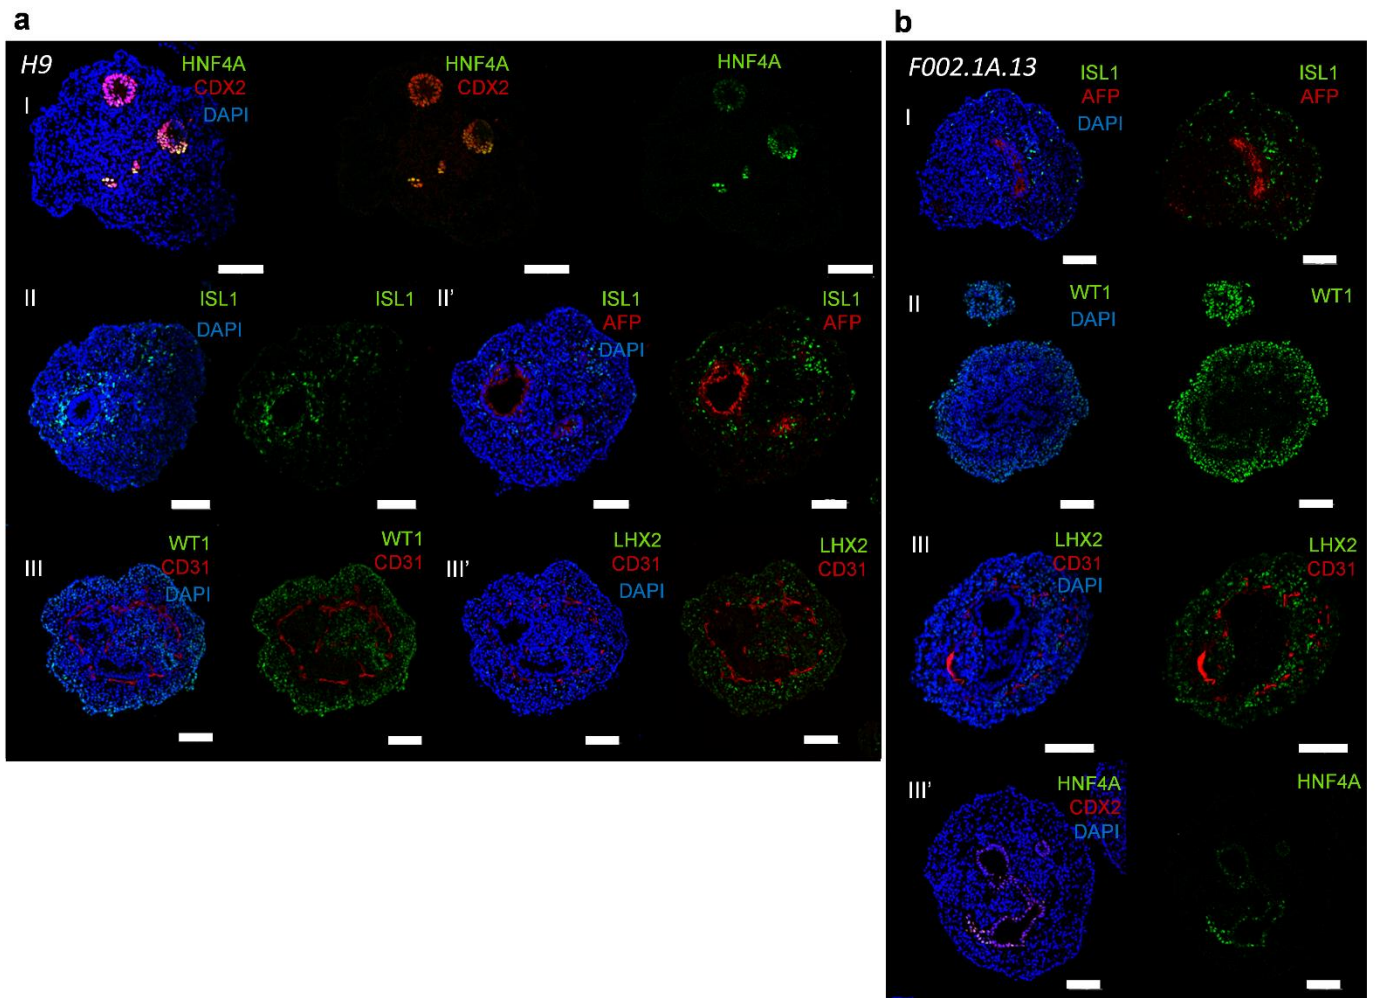 a
H9
I
HNF4A
CDX2
DAPI
HNF4A
CDX2
HNF4A
II
ISL1
DAPI
ISL1
II'
ISL1
AFP
DAPI
ISL1
AFP
III
WT1
CD31
DAPI
WT1
CD31
III'
LHX2
CD31
DAPI
LHX2
CD31
b
F002.1A.13
I
ISL1
AFP
DAPI
ISL1
AFP
II
WT1
DAPI
WT1
III
LHX2
CD31
DAPI
LHX2
CD31
III'
HNF4A
CDX2
DAPI
HNF4A